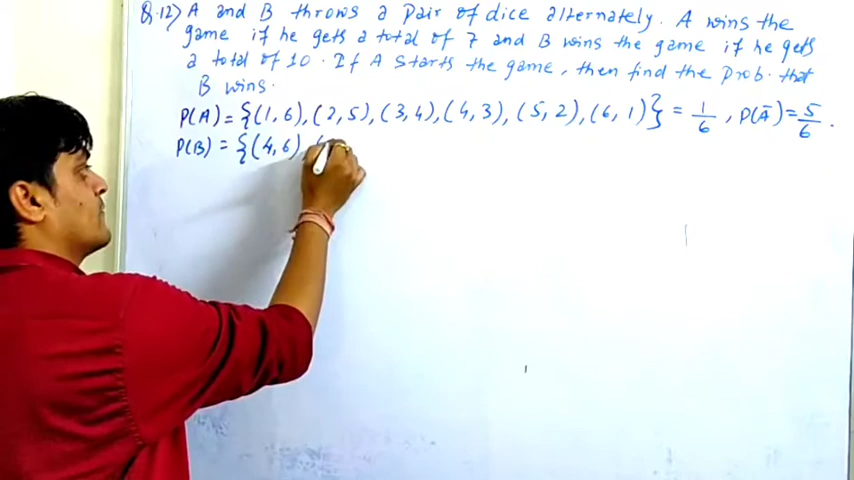 Q.12) A and B throws a pair of dice alternately. A wins the
game if he gets a total of 7 and B wins the game if he gets
a total of 10. If A starts the game, then find the prob. that
B wins.
P(A) = {(1, 6), (2, 5), (3, 4), (4, 3), (5, 2), (6, 1)} = 1/6, P(Ā) = 5/6.
P(B) = {(4, 6), (